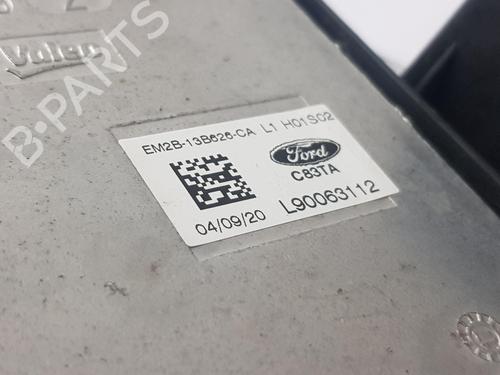 Valeo
EM2B-13B626-CA L1 H01S02
Ford
C83TA
04/09/20 L90063112
B-PARTS